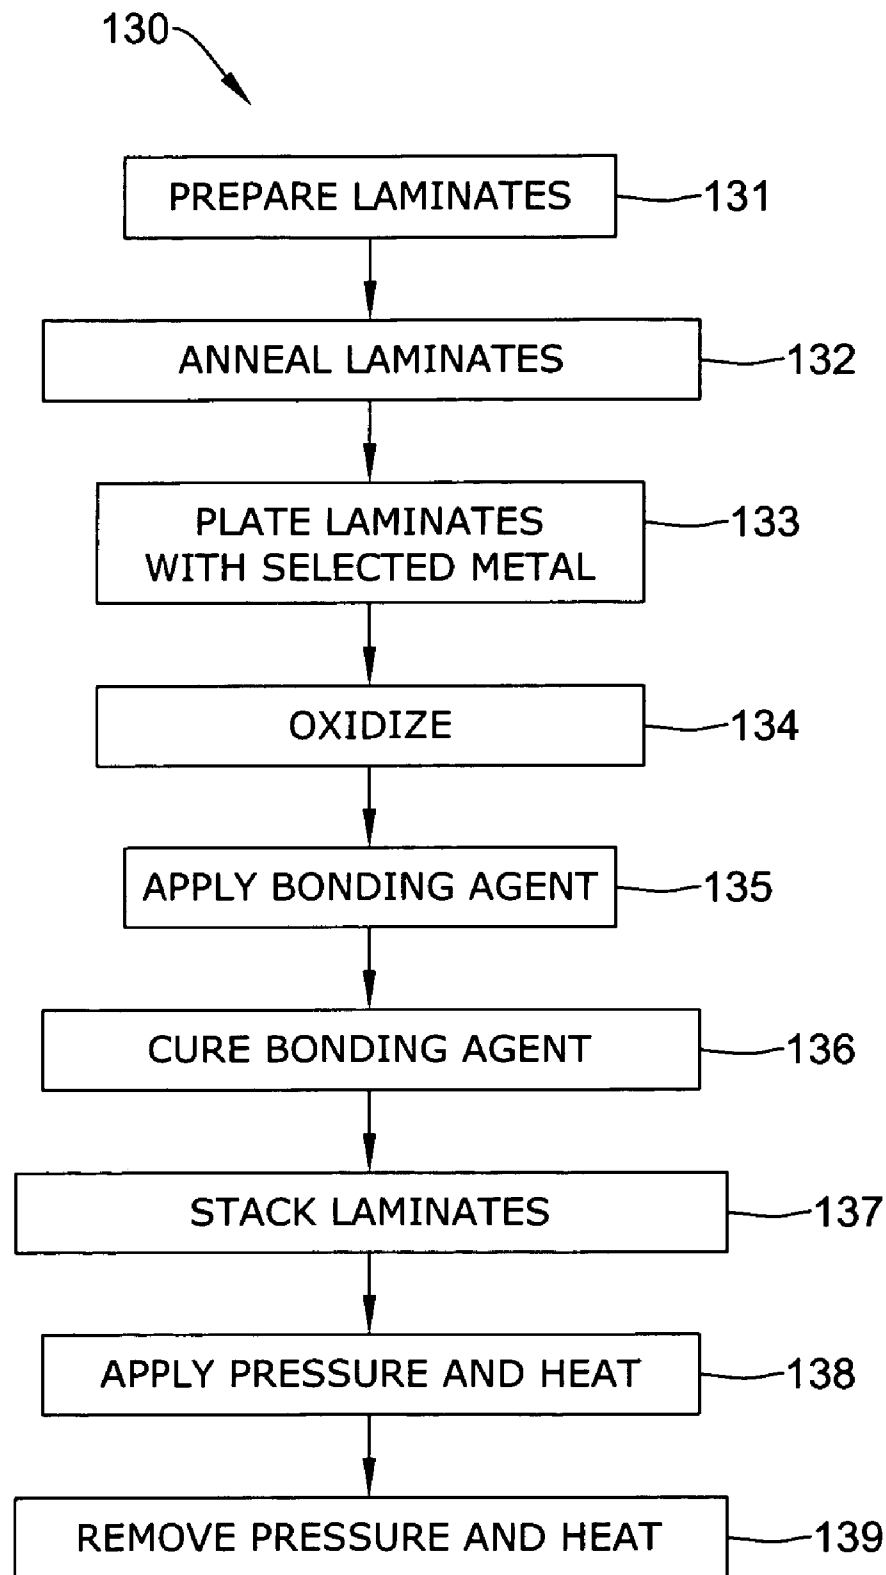 130
PREPARE LAMINATES 131
ANNEAL LAMINATES 132
PLATE LAMINATES 133
WITH SELECTED METAL
OXIDIZE 134
APPLY BONDING AGENT 135
CURE BONDING AGENT 136
STACK LAMINATES 137
APPLY PRESSURE AND HEAT 138
REMOVE PRESSURE AND HEAT 139